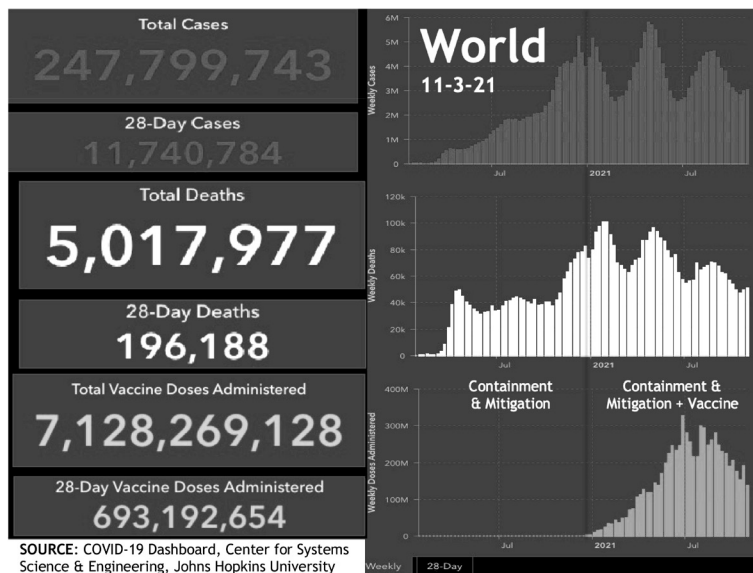 Total Cases
247,799,743
28-Day Cases
11,740,784
Total Deaths
5,017,977
28-Day Deaths
196,188
Total Vaccine Doses Administered
7,128,269,128
28-Day Vaccine Doses Administered
693,192,654
SOURCE: COVID-19 Dashboard, Center for Systems
Science & Engineering, Johns Hopkins University
World
11-3-21
Weekly Cases
6M
5M
4M
3M
2M
1M
0
Jul
2021
Jul
Weekly Deaths
120k
100k
80k
60k
40k
20k
0
Jul
2021
Jul
Containment
& Mitigation
Containment &
Mitigation + Vaccine
Weekly Doses Administered
400M
300M
200M
100M
0
Jul
2021
Jul
Weekly
28-Day